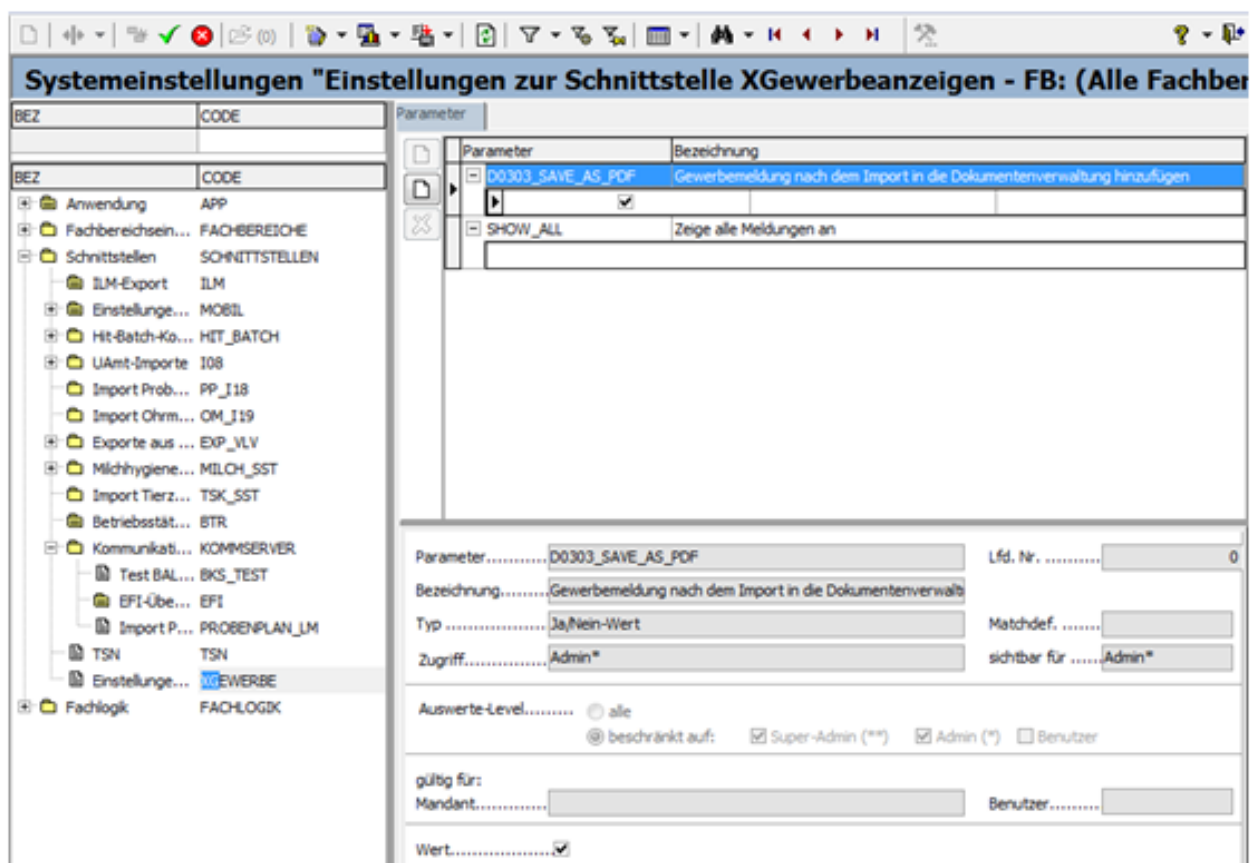 (0)
Systemeinstellungen "Einstellungen zur Schnittstelle XGewerbeanzeigen - FB: (Alle Fachber
BEZ CODE
BEZ CODE
Anwendung APP
Fachbereichsein... FACHBEREICHE
Schnittstellen SCHNITTSTELLEN
ILM-Export ILM
Einstellunge... MOBIL
Hit-Batch-Ko... HIT_BATCH
UAmt-Importe I08
Import Prob... PP_I18
Import Ohrm... OM_I19
Exporte aus ... EXP_VLV
Milchhygiene... MILCH_SST
Import Tierz... TSK_SST
Betriebsstät... BTR
Kommunikati... KOMMSERVER
Test BAL... BKS_TEST
EFI-Übe... EFI
Import P... PROBENPLAN_LM
TSN TSN
Einstellunge... XGEWERBE
Fachlogik FACHLOGIK
Parameter
Parameter Bezeichnung
D0303_SAVE_AS_PDF Gewerbemeldung nach dem Import in die Dokumentenverwaltung hinzufügen
SHOW_ALL Zeige alle Meldungen an
Parameter............ D0303_SAVE_AS_PDF Lfd. Nr. .......... 0
Bezeichnung......... Gewerbemeldung nach dem Import in die Dokumentenverwalt
Typ .................... Ja/Nein-Wert Matchdef. .......
Zugriff................. Admin* sichtbar für ...... Admin*
Auswerte-Level......... alle
beschränkt auf: Super-Admin (**) Admin (*) Benutzer
gültig für:
Mandant.............. Benutzer.........
Wert.....................